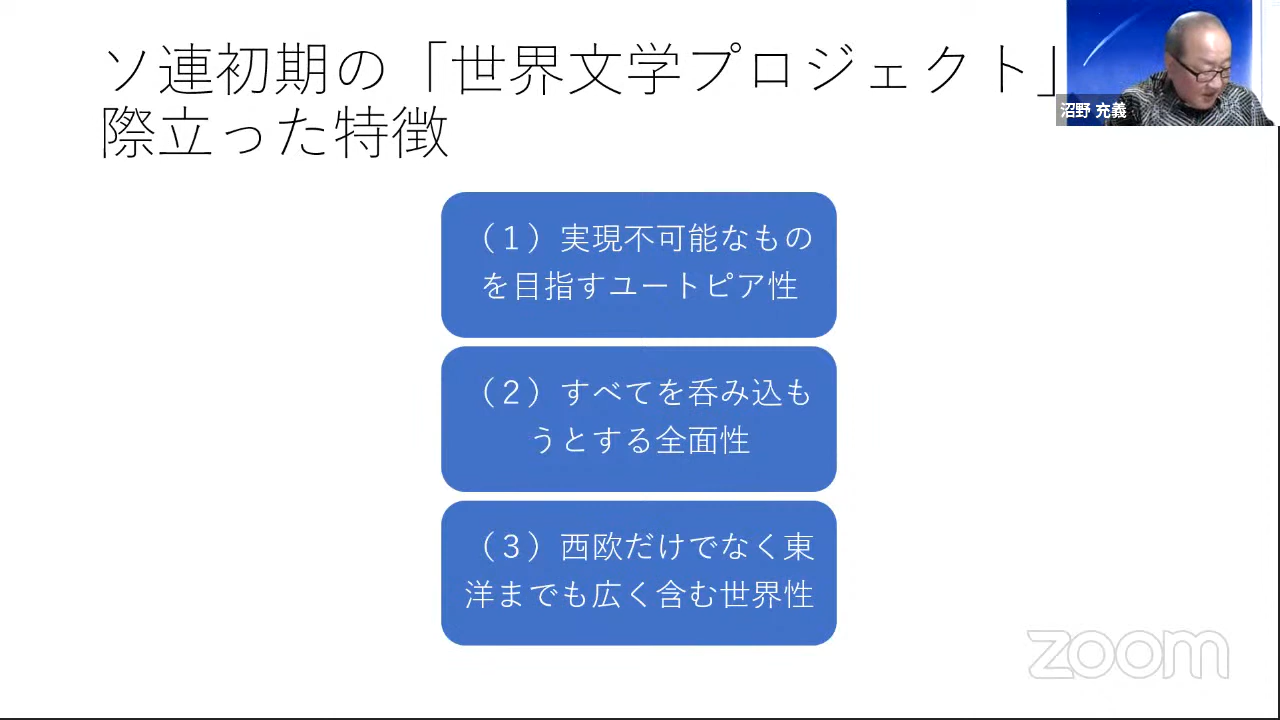 ソ連初期の「世界文学プロジェクト」
際立った特徴
沼野 充義
（１）実現不可能なもの
を目指すユートピア性
（２）すべてを呑み込も
うとする全面性
（３）西欧だけでなく東
洋までも広く含む世界性
zoom